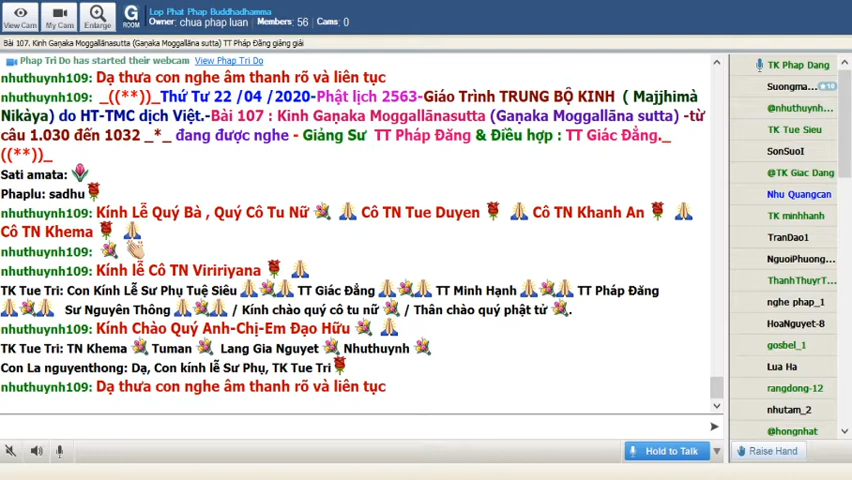 View Cam
My Cam
Enlarge
G
ROOM
Lop Phat Phap Buddhadhamma
Owner: chua phap luan Members: 56 Cams: 0
Bài 107. Kinh Gaṇaka Moggallānasutta (Gaṇaka Moggallāna sutta) TT Pháp Đăng giảng giải
Phap Tri Do has started their webcam View Pham Tri Do
nhuthuynh109: Dạ thưa con nghe âm thanh rõ và liên tục
nhuthuynh109: _((**))_Thứ Tư 22 /04 /2020-Phật lịch 2563-Giáo Trình TRUNG BỘ KINH ( Majjhimà
Nikàya) do HT-TMC dịch Việt.-Bài 107 : Kinh Gaṇaka Moggallānasutta (Gaṇaka Moggallāna sutta) -từ
câu 1.030 đến 1032 _*_ đang được nghe - Giảng Sư TT Pháp Đăng & Điều hợp : TT Giác Đẳng._
((**))_
Sati amata:
Phaplu: sadhu
nhuthuynh109: Kính Lễ Quý Bà , Quý Cô Tu Nữ Cô TN Tue Duyen Cô TN Khanh An
Cô TN Khema
nhuthuynh109:
nhuthuynh109: Kính lễ Cô TN Viririyana
TK Tue Tri: Con Kính Lễ Sư Phụ Tuệ Siêu TT Giác Đẳng TT Minh Hạnh TT Pháp Đăng
Sư Nguyên Thông / Kính chào quý cô tu nữ / Thân chào quý phật tử .
nhuthuynh109: Kính Chào Quý Anh-Chị-Em Đạo Hữu
TK Tue Tri: TN Khema Tuman Lang Gia Nguyet Nhuthuynh
Con La nguyenthong: Dạ, Con kính lễ Sư Phụ, TK Tue Tri
nhuthuynh109: Dạ thưa con nghe âm thanh rõ và liên tục
Hold to Talk
Raise Hand
TK Phap Dang
Suongma... 10
@nhuthuynh...
TK Tue Sieu
SonSuoI
@TK Giac Dang
Nhu Quangcan
TK minhhanh
TranDao1
NguoiPhuong...
ThanhThuyrT...
nghe phap_1
HoaNguyet-8
gosbel_1
Lua Ha
rangdong-12
nhutam_2
@hongnhat